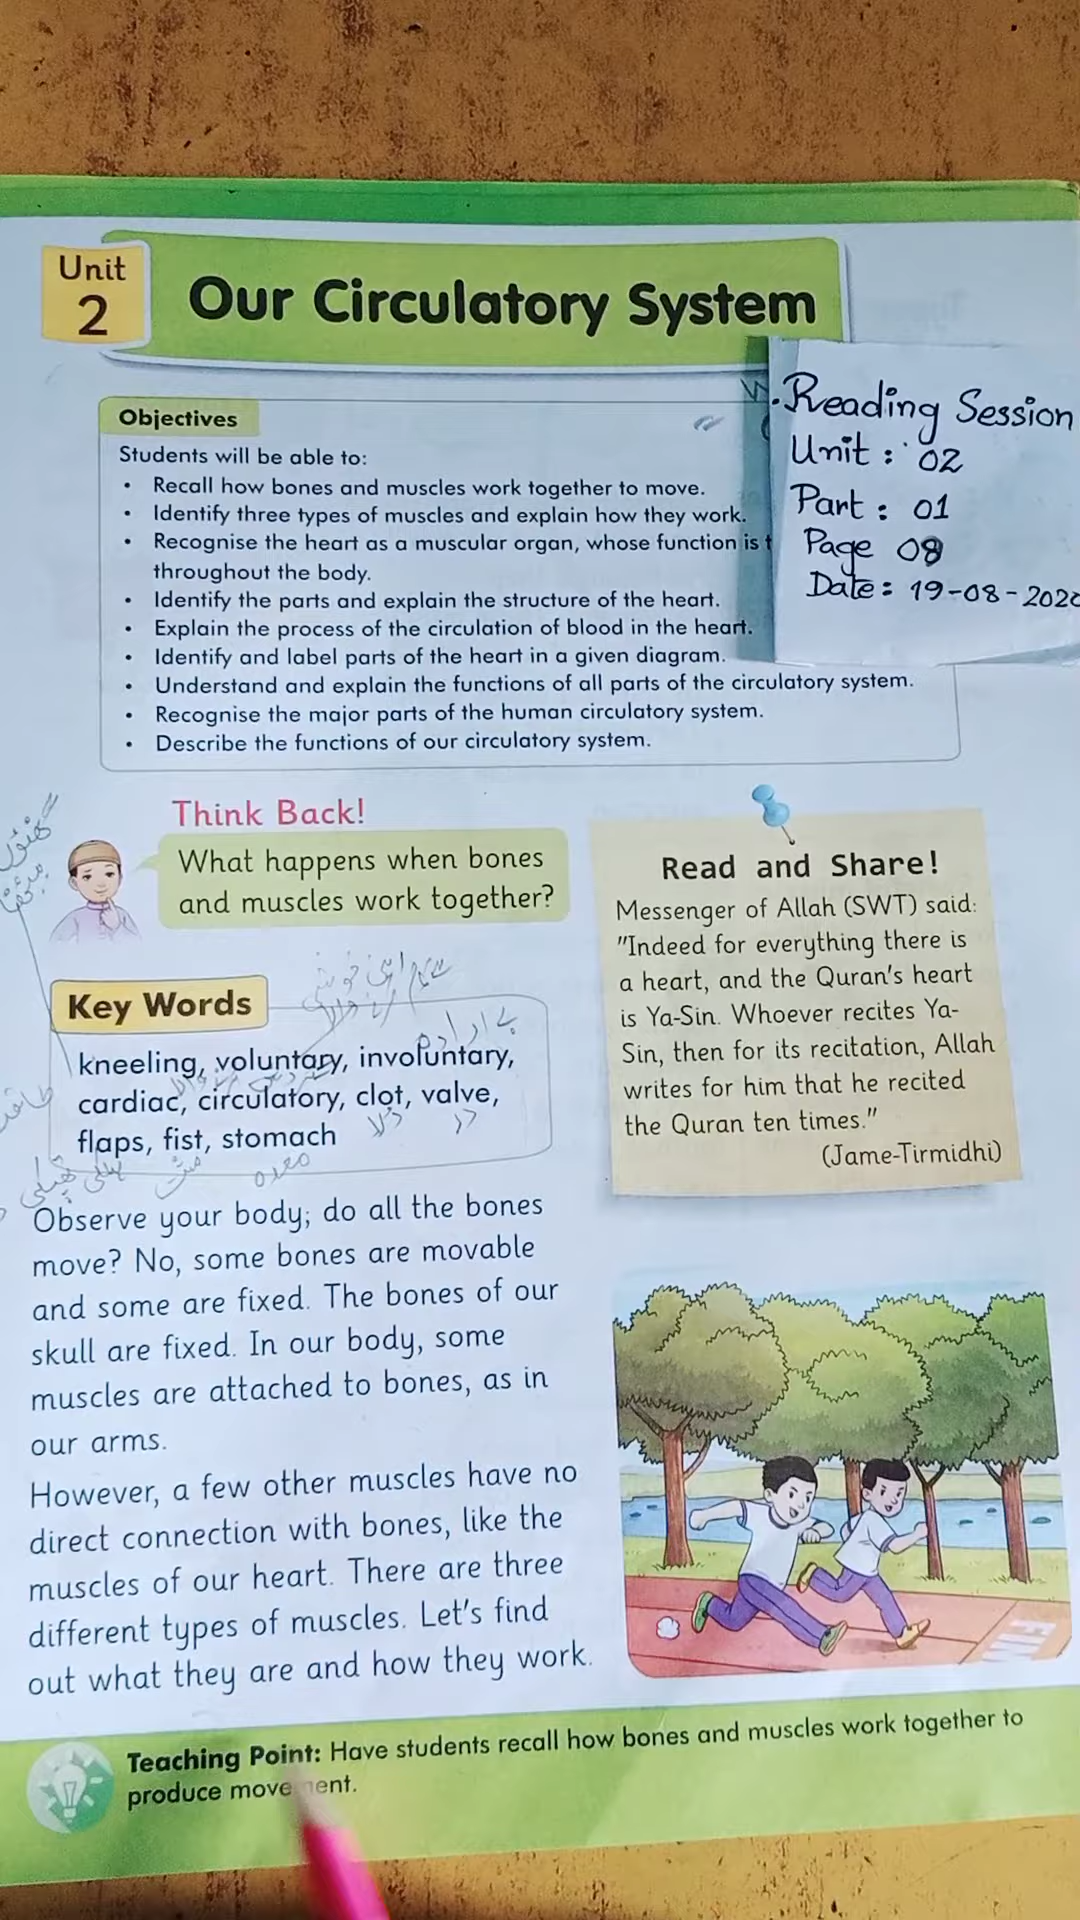 Unit
2
Our Circulatory System
Reading Session
Unit : 02
Part : 01
Page 08
Date: 19-08-202
Objectives
Students will be able to:
• Recall how bones and muscles work together to move.
• Identify three types of muscles and explain how they work.
• Recognise the heart as a muscular organ, whose function is t
throughout the body.
• Identify the parts and explain the structure of the heart.
• Explain the process of the circulation of blood in the heart.
• Identify and label parts of the heart in a given diagram.
• Understand and explain the functions of all parts of the circulatory system.
• Recognise the major parts of the human circulatory system.
• Describe the functions of our circulatory system.
Think Back!
What happens when bones
and muscles work together?
Key Words
kneeling, voluntary, involuntary,
cardiac, circulatory, clot, valve,
flaps, fist, stomach
معدہ
Read and Share!
Messenger of Allah (SWT) said:
"Indeed for everything there is
a heart, and the Quran's heart
is Ya-Sin. Whoever recites Ya-
Sin, then for its recitation, Allah
writes for him that he recited
the Quran ten times."
(Jame-Tirmidhi)
Observe your body; do all the bones
move? No, some bones are movable
and some are fixed. The bones of our
skull are fixed. In our body, some
muscles are attached to bones, as in
our arms.
However, a few other muscles have no
direct connection with bones, like the
muscles of our heart. There are three
different types of muscles. Let's find
out what they are and how they work.
Teaching Point: Have students recall how bones and muscles work together to
produce movement.